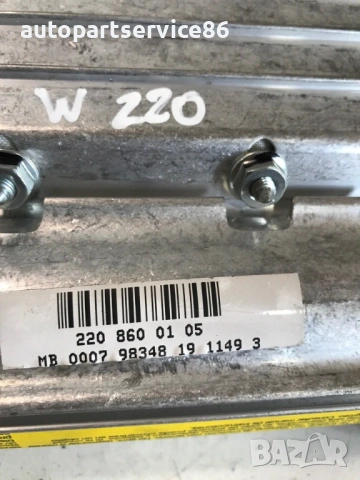 autopartservice86
W 220
220 860 01 05
MB 0007 98348 19 1149 3
BAZAR